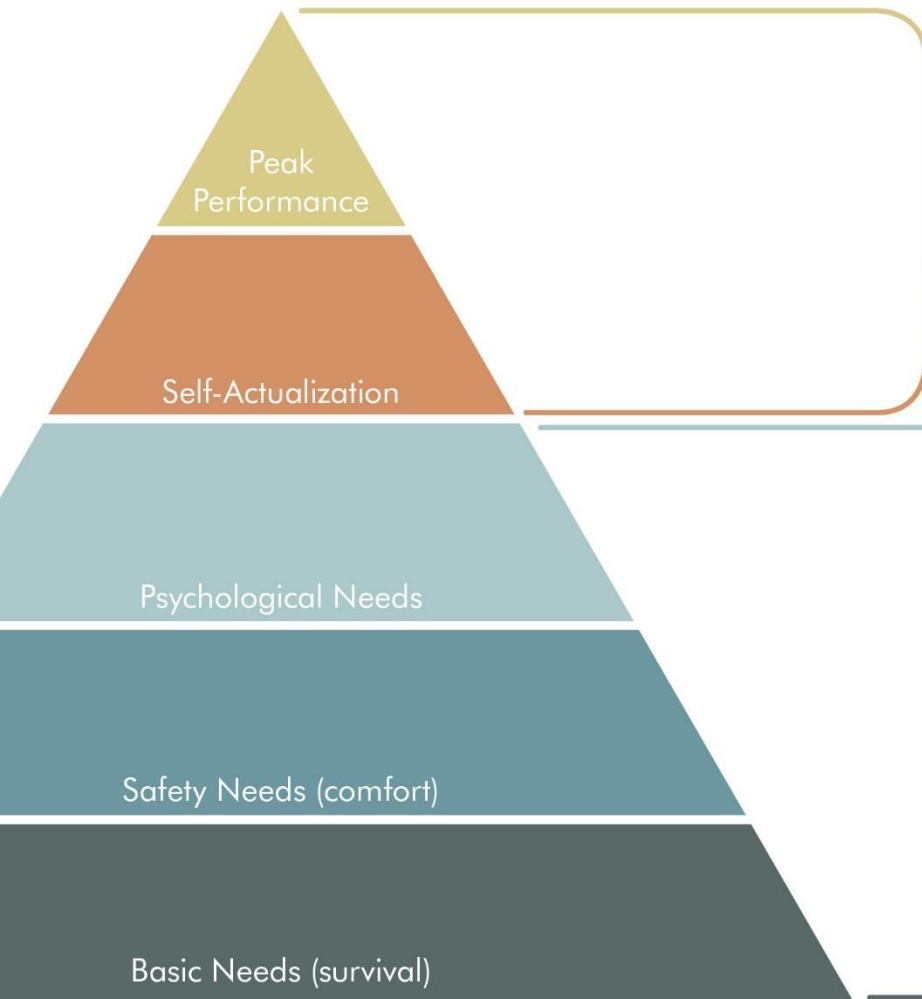 Peak
Performance
Self-Actualization
Psychological Needs
Safety Needs (comfort)
Basic Needs (survival)